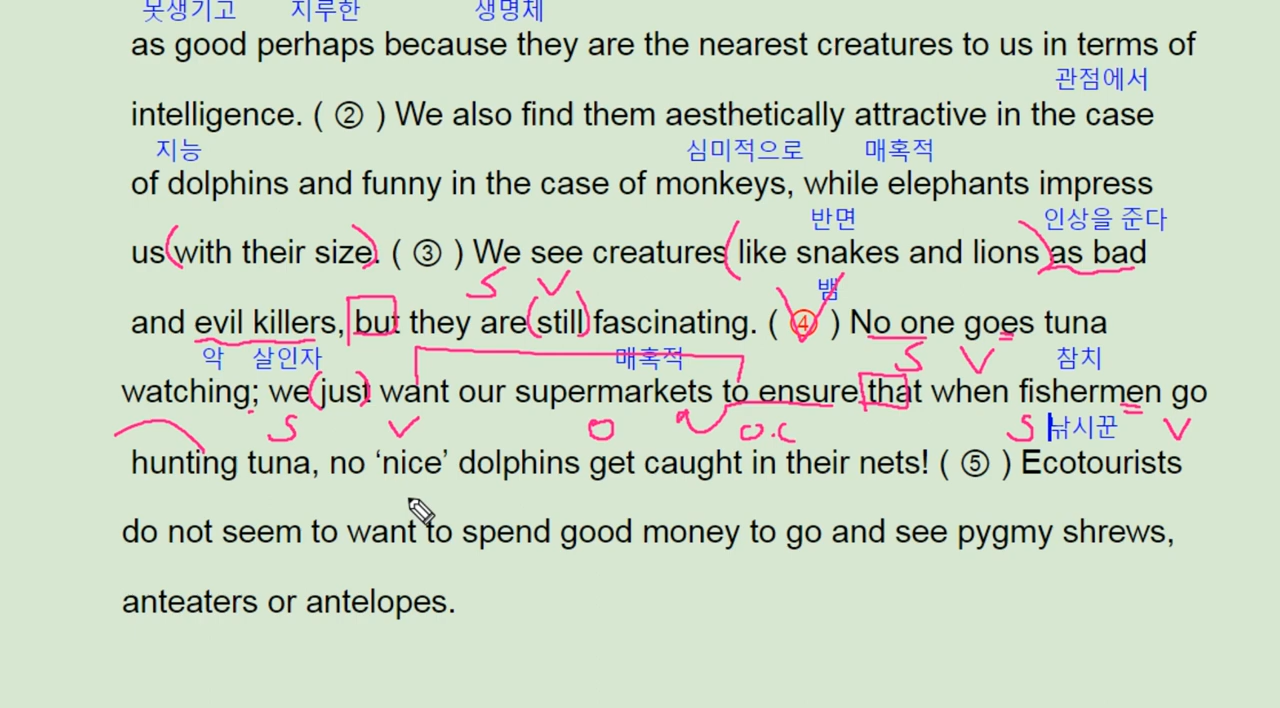 못생기고 지루한 생명체
as good perhaps because they are the nearest creatures to us in terms of
관점에서
intelligence. ( ② ) We also find them aesthetically attractive in the case
지능 심미적으로 매혹적
of dolphins and funny in the case of monkeys, while elephants impress
반면 인상을 준다
us (with their size). ( ③ ) We see creatures (like snakes and lions) as bad
S V 뱀
and evil killers, but they are (still) fascinating. ( ④ ) No one goes tuna
악 살인자 매혹적 S V 참치
watching; we (just) want our supermarkets to ensure that when fishermen go
S V O O.C S 낚시꾼 V
hunting tuna, no ‘nice’ dolphins get caught in their nets! ( ⑤ ) Ecotourists
do not seem to want to spend good money to go and see pygmy shrews,
anteaters or antelopes.